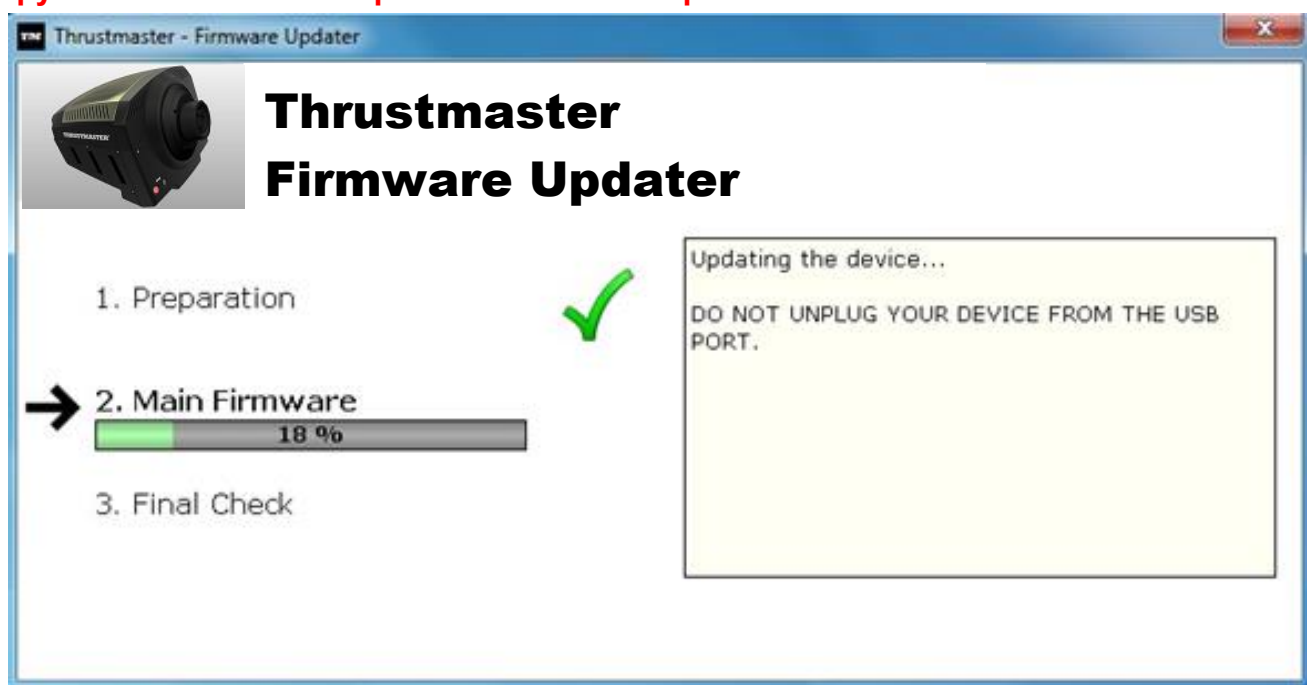 Thrustmaster - Firmware Updater
Thrustmaster
Firmware Updater
THRUSTMASTER
1. Preparation
2. Main Firmware
18 %
3. Final Check
Updating the device...
DO NOT UNPLUG YOUR DEVICE FROM THE USB
PORT.